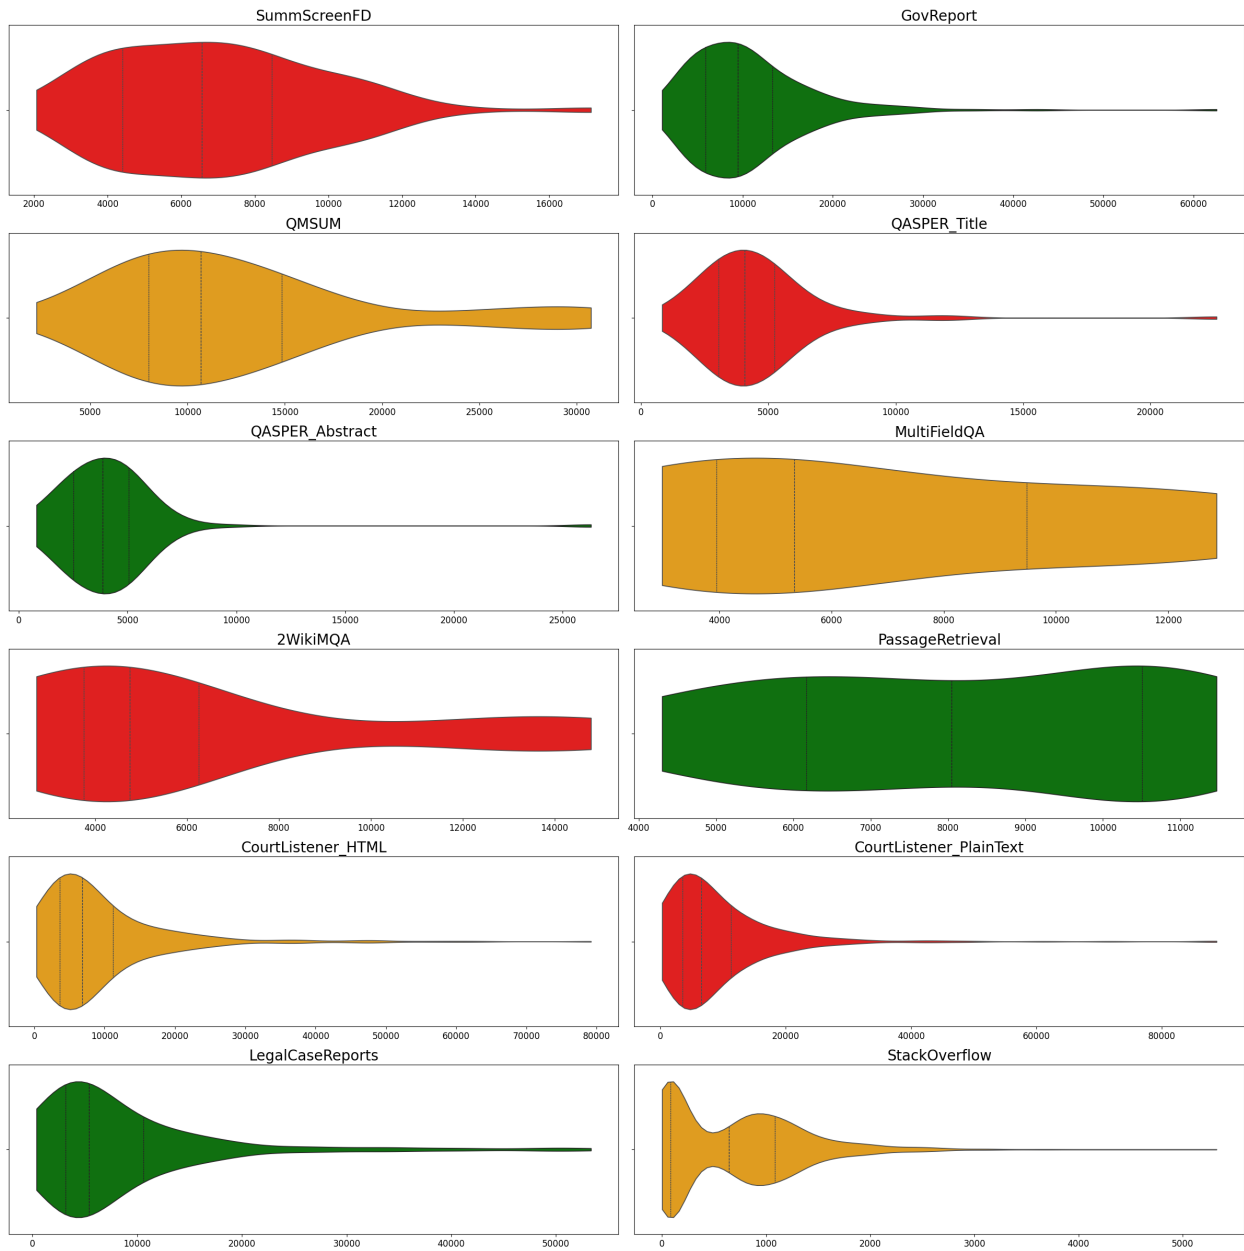 SummScreenFD
2000 4000 6000 8000 10000 12000 14000 16000
GovReport
0 10000 20000 30000 40000 50000 60000
QMSUM
5000 10000 15000 20000 25000 30000
QASPER_Title
0 5000 10000 15000 20000
QASPER_Abstract
0 5000 10000 15000 20000 25000
MultiFieldQA
4000 6000 8000 10000 12000
2WikiMQA
4000 6000 8000 10000 12000 14000
PassageRetrieval
4000 5000 6000 7000 8000 9000 10000 11000
CourtListener_HTML
0 10000 20000 30000 40000 50000 60000 70000 80000
CourtListener_PlainText
0 20000 40000 60000 80000
LegalCaseReports
0 10000 20000 30000 40000 50000
StackOverflow
0 1000 2000 3000 4000 5000